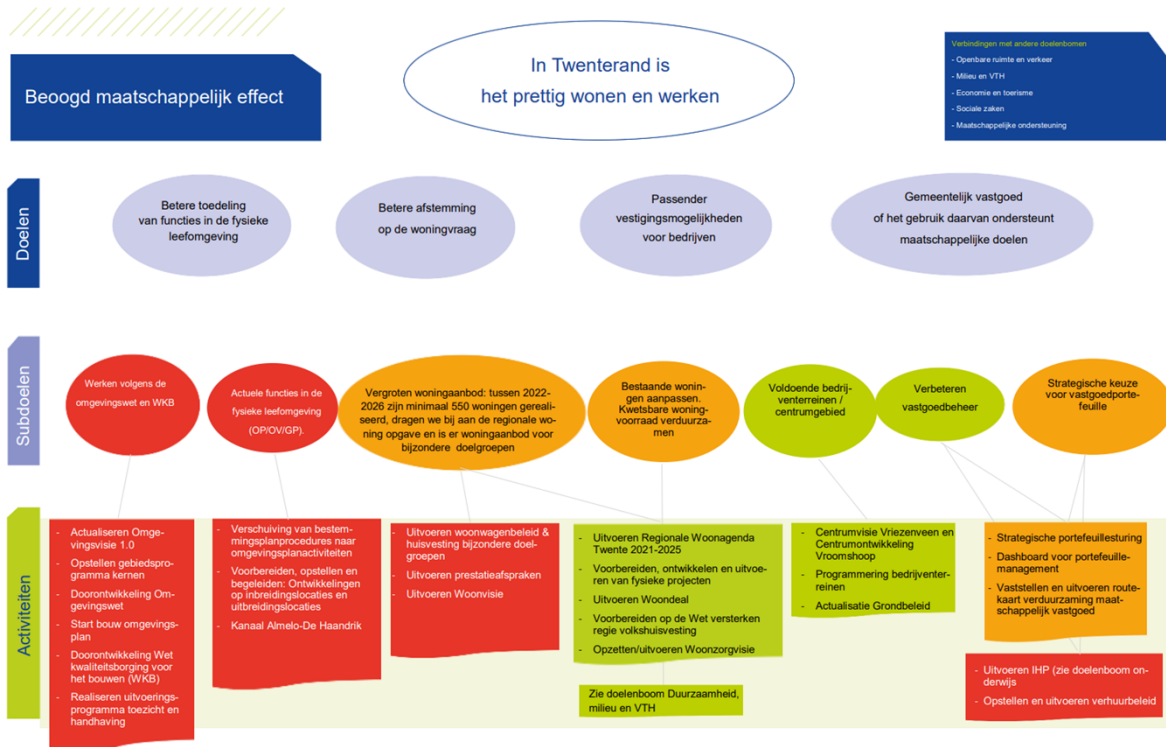 Beoogd maatschappelijk effect
In Twenterand is
het prettig wonen en werken
Verbindingen met andere doelenbomen
- Openbare ruimte en verkeer
- Milieu en VTH
- Economie en toerisme
- Sociale zaken
- Maatschappelijke ondersteuning
Doelen
Betere toedeling
van functies in de fysieke
leefomgeving
Betere afstemming
op de woningvraag
Passender
vestigingsmogelijkheden
voor bedrijven
Gemeentelijk vastgoed
of het gebruik daarvan ondersteunt
maatschappelijke doelen
Subdoelen
Werken volgens de
omgevingswet en WKB
Actuele functies in de
fysieke leefomgeving
(OP/OV/GP).
Vergroten woningaanbod: tussen 2022-
2026 zijn minimaal 550 woningen gereali-
seerd, dragen we bij aan de regionale wo-
ning opgave en is er woningaanbod voor
bijzondere doelgroepen
Bestaande wonin-
gen aanpassen.
Kwetsbare woning-
voorraad verduurza-
men
Voldoende bedrij-
venterreinen /
centrumgebied
Verbeteren
vastgoedbeheer
Strategische keuze
voor vastgoedporte-
feuille
Activiteiten
- Actualiseren Omge-
vingsvisie 1.0
- Opstellen gebiedspro-
gramma kernen
- Doorontwikkeling Om-
gevingswet
- Start bouw omgevings-
plan
- Doorontwikkeling Wet
kwaliteitsborging voor
het bouwen (WKB)
- Realiseren uitvoerings-
programma toezicht en
handhaving
- Verschuiving van bestem-
mingsplanprocedures naar
omgevingsplanactiviteiten
- Voorbereiden, opstellen en
begeleiden: Ontwikkelingen
op inbreidingslocaties en
uitbreidingslocaties
- Kanaal Almelo-De Haandrik
- Uitvoeren woonwagenbeleid &
huisvesting bijzondere doel-
groepen
- Uitvoeren prestatieafspraken
- Uitvoeren Woonvisie
- Uitvoeren Regionale Woonagenda
Twente 2021-2025
- Voorbereiden, ontwikkelen en uitvoe-
ren van fysieke projecten
- Uitvoeren Woondeal
- Voorbereiden op de Wet versterken
regie volkshuisvesting
- Opzetten/uitvoeren Woonzorgvisie
Zie doelenboom Duurzaamheid,
milieu en VTH
- Centrumvisie Vriezenveen en
Centrumontwikkeling
Vroomshoop
- Programmering bedrijventer-
reinen
- Actualisatie Grondbeleid
- Strategische portefeuillesturing
- Dashboard voor portefeuille-
management
- Vaststellen en uitvoeren route-
kaart verduurzaming maat-
schappelijk vastgoed
- Uitvoeren IHP (zie doelenboom on-
derwijs
- Opstellen en uitvoeren verhuurbeleid